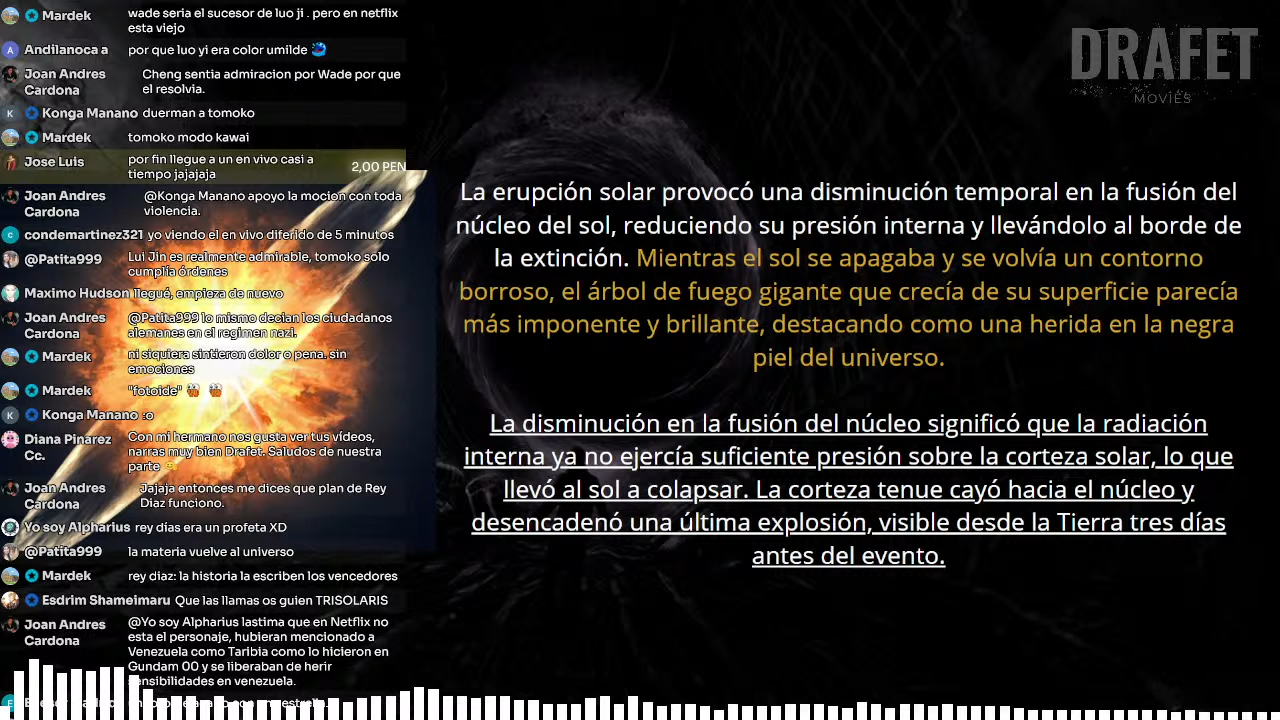 Mardek wade seria el sucesor de luo ji . pero en netflix
esta viejo
Andilanoca a por que luo yi era color umilde
Joan Andres Cardona Cheng sentia admiracion por Wade por que
el resolvia.
Konga Manano duerman a tomoko
Mardek tomoko modo kawai
Jose Luis por fin llegue a un en vivo casi a
tiempo jajajaja
2,00 PEN
Joan Andres Cardona @Konga Manano apoyo la mocion con toda
violencia.
condemartinez321 yo viendo el en vivo diferido de 5 minutos
@Patita999 Lui Jin es realmente admirable, tomoko solo
cumplía órdenes
Maximo Hudson llegué, empieza de nuevo
Joan Andres Cardona @Patita999 lo mismo decian los ciudadanos
alemanes en el regimen nazi.
Mardek ni siquiera sintieron dolor o pena. sin
emociones
Mardek "fotoide"
Konga Manano :o
Diana Pinarez Cc. Con mi hermano nos gusta ver tus vídeos,
narras muy bien Drafet. Saludos de nuestra
parte
Joan Andres Cardona Jajaja entonces me dices que plan de Rey
Diaz funciono.
Yo soy Alpharius rey dias era un profeta XD
@Patita999 la materia vuelve al universo
Mardek rey diaz: la historia la escriben los vencedores
Esdrim Shameimaru Que las llamas os guien TRISOLARIS
Joan Andres Cardona @Yo soy Alpharius lastima que en Netflix no
esta el personaje, hubieran mencionado a
Venezuela como Taribia como lo hicieron en
Gundam 00 y se liberaban de herir
sensibilidades en venezuela.
DRAFET
MOVIES
La erupción solar provocó una disminución temporal en la fusión del
núcleo del sol, reduciendo su presión interna y llevándolo al borde de
la extinción. Mientras el sol se apagaba y se volvía un contorno
borroso, el árbol de fuego gigante que crecía de su superficie parecía
más imponente y brillante, destacando como una herida en la negra
piel del universo.
La disminución en la fusión del núcleo significó que la radiación
interna ya no ejercía suficiente presión sobre la corteza solar, lo que
llevó al sol a colapsar. La corteza tenue cayó hacia el núcleo y
desencadenó una última explosión, visible desde la Tierra tres días
antes del evento.